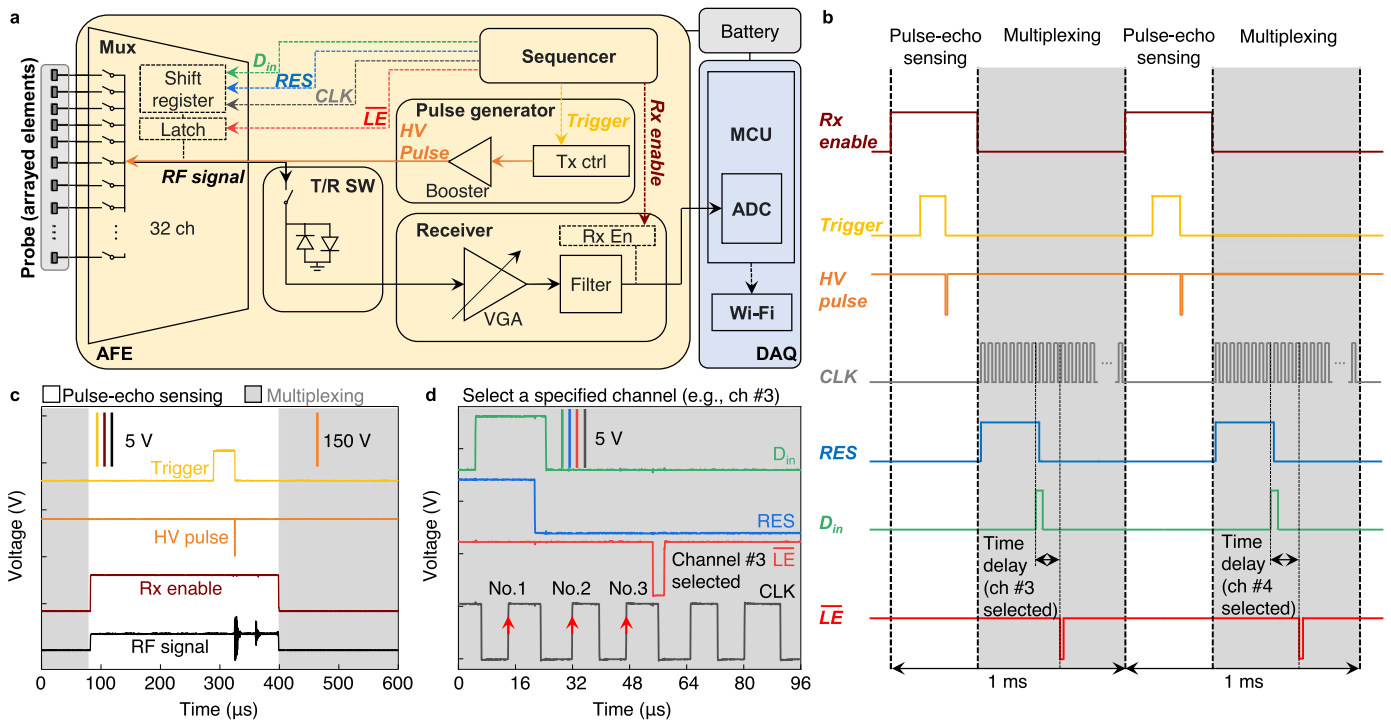 a
Mux
Shift
register
Latch
32 ch
Probe (arrayed elements)
AFE
D_in
RES
CLK
LE
Sequencer
Pulse generator
HV
Pulse
Trigger
Rx enable
Booster
Tx ctrl
RF signal
T/R SW
Receiver
Rx En
VGA
Filter
Battery
MCU
ADC
Wi-Fi
DAQ
b
Pulse-echo
sensing
Multiplexing
Pulse-echo
sensing
Multiplexing
Rx
enable
Trigger
HV
pulse
CLK
...
...
RES
D_in
Time
delay
(ch #3
selected)
Time
delay
(ch #4
selected)
LE
1 ms
1 ms
c
Pulse-echo sensing
Multiplexing
5 V
150 V
Trigger
HV pulse
Rx enable
RF signal
Voltage (V)
0 100 200 300 400 500 600
Time (µs)
d
Select a specified channel (e.g., ch #3)
5 V
D_in
RES
LE
Channel #3
selected
CLK
No.1 No.2 No.3
Voltage (V)
0 16 32 48 64 80 96
Time (µs)